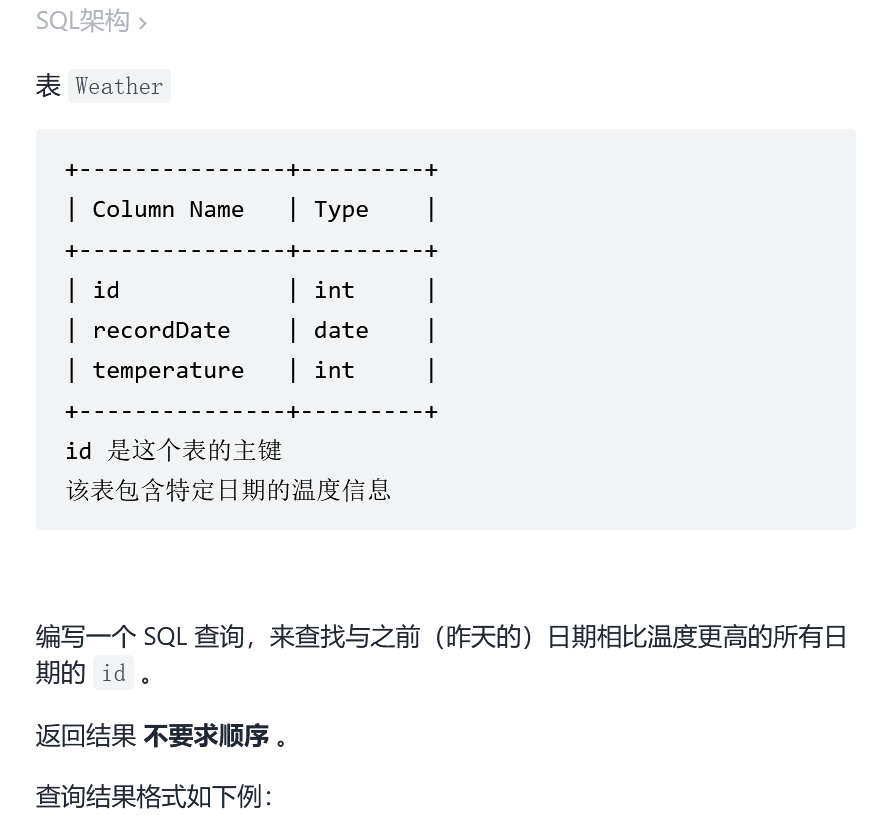 SQL架构 >
表 Weather
+---------------+---------+
| Column Name   | Type    |
+---------------+---------+
| id            | int     |
| recordDate    | date    |
| temperature   | int     |
+---------------+---------+
id 是这个表的主键
该表包含特定日期的温度信息
编写一个 SQL 查询，来查找与之前（昨天的）日期相比温度更高的所有日
期的 id 。
返回结果 不要求顺序 。
查询结果格式如下例：